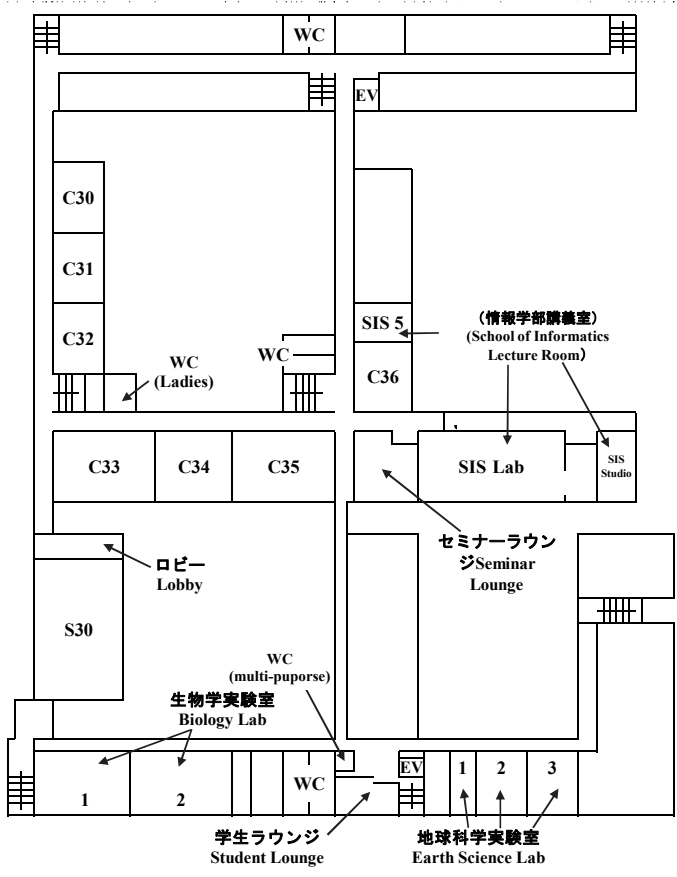 WC
EV
C30
C31
SIS 5
（情報学部講義室）
(School of Informatics
Lecture Room）
C32
WC
WC
(Ladies)
C36
C33
C34
C35
SIS Lab
SIS
Studio
ロビー
Lobby
セミナーラウン
ジSeminar
Lounge
S30
WC
(multi-puporse)
生物学実験室
Biology Lab
1
2
WC
EV
1
2
3
学生ラウンジ
Student Lounge
地球科学実験室
Earth Science Lab